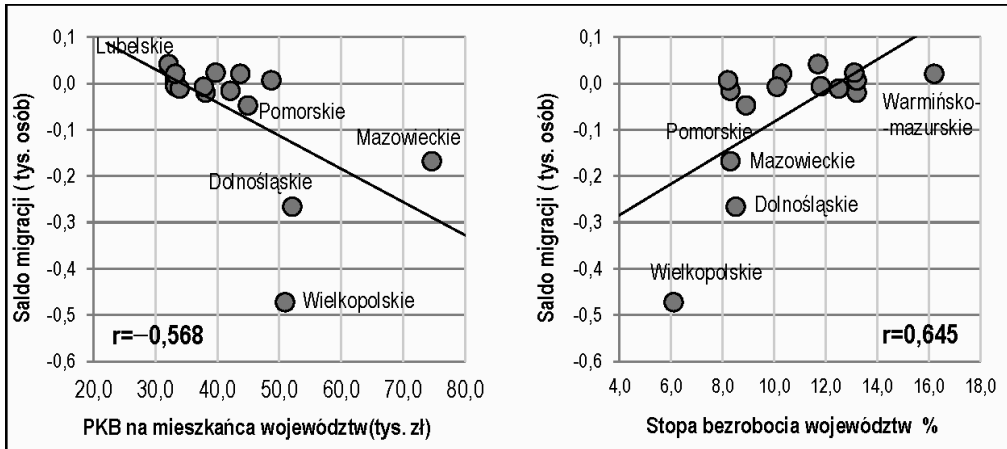 Saldo migracji ( tys. osób)
0,1
0,0
-0,1
-0,2
-0,3
-0,4
-0,5
-0,6
Lubelskie
Pomorskie
Mazowieckie
Dolnośląskie
Wielkopolskie
r=−0,568
20,0 30,0 40,0 50,0 60,0 70,0 80,0
PKB na mieszkańca województw(tys. zł)
Saldo migracji ( tys. osób)
0,1
0,0
-0,1
-0,2
-0,3
-0,4
-0,5
-0,6
Warmińsko-
-mazurskie
Pomorskie
Mazowieckie
Dolnośląskie
Wielkopolskie
r=0,645
4,0 6,0 8,0 10,0 12,0 14,0 16,0
Stopa bezrobocia województw %